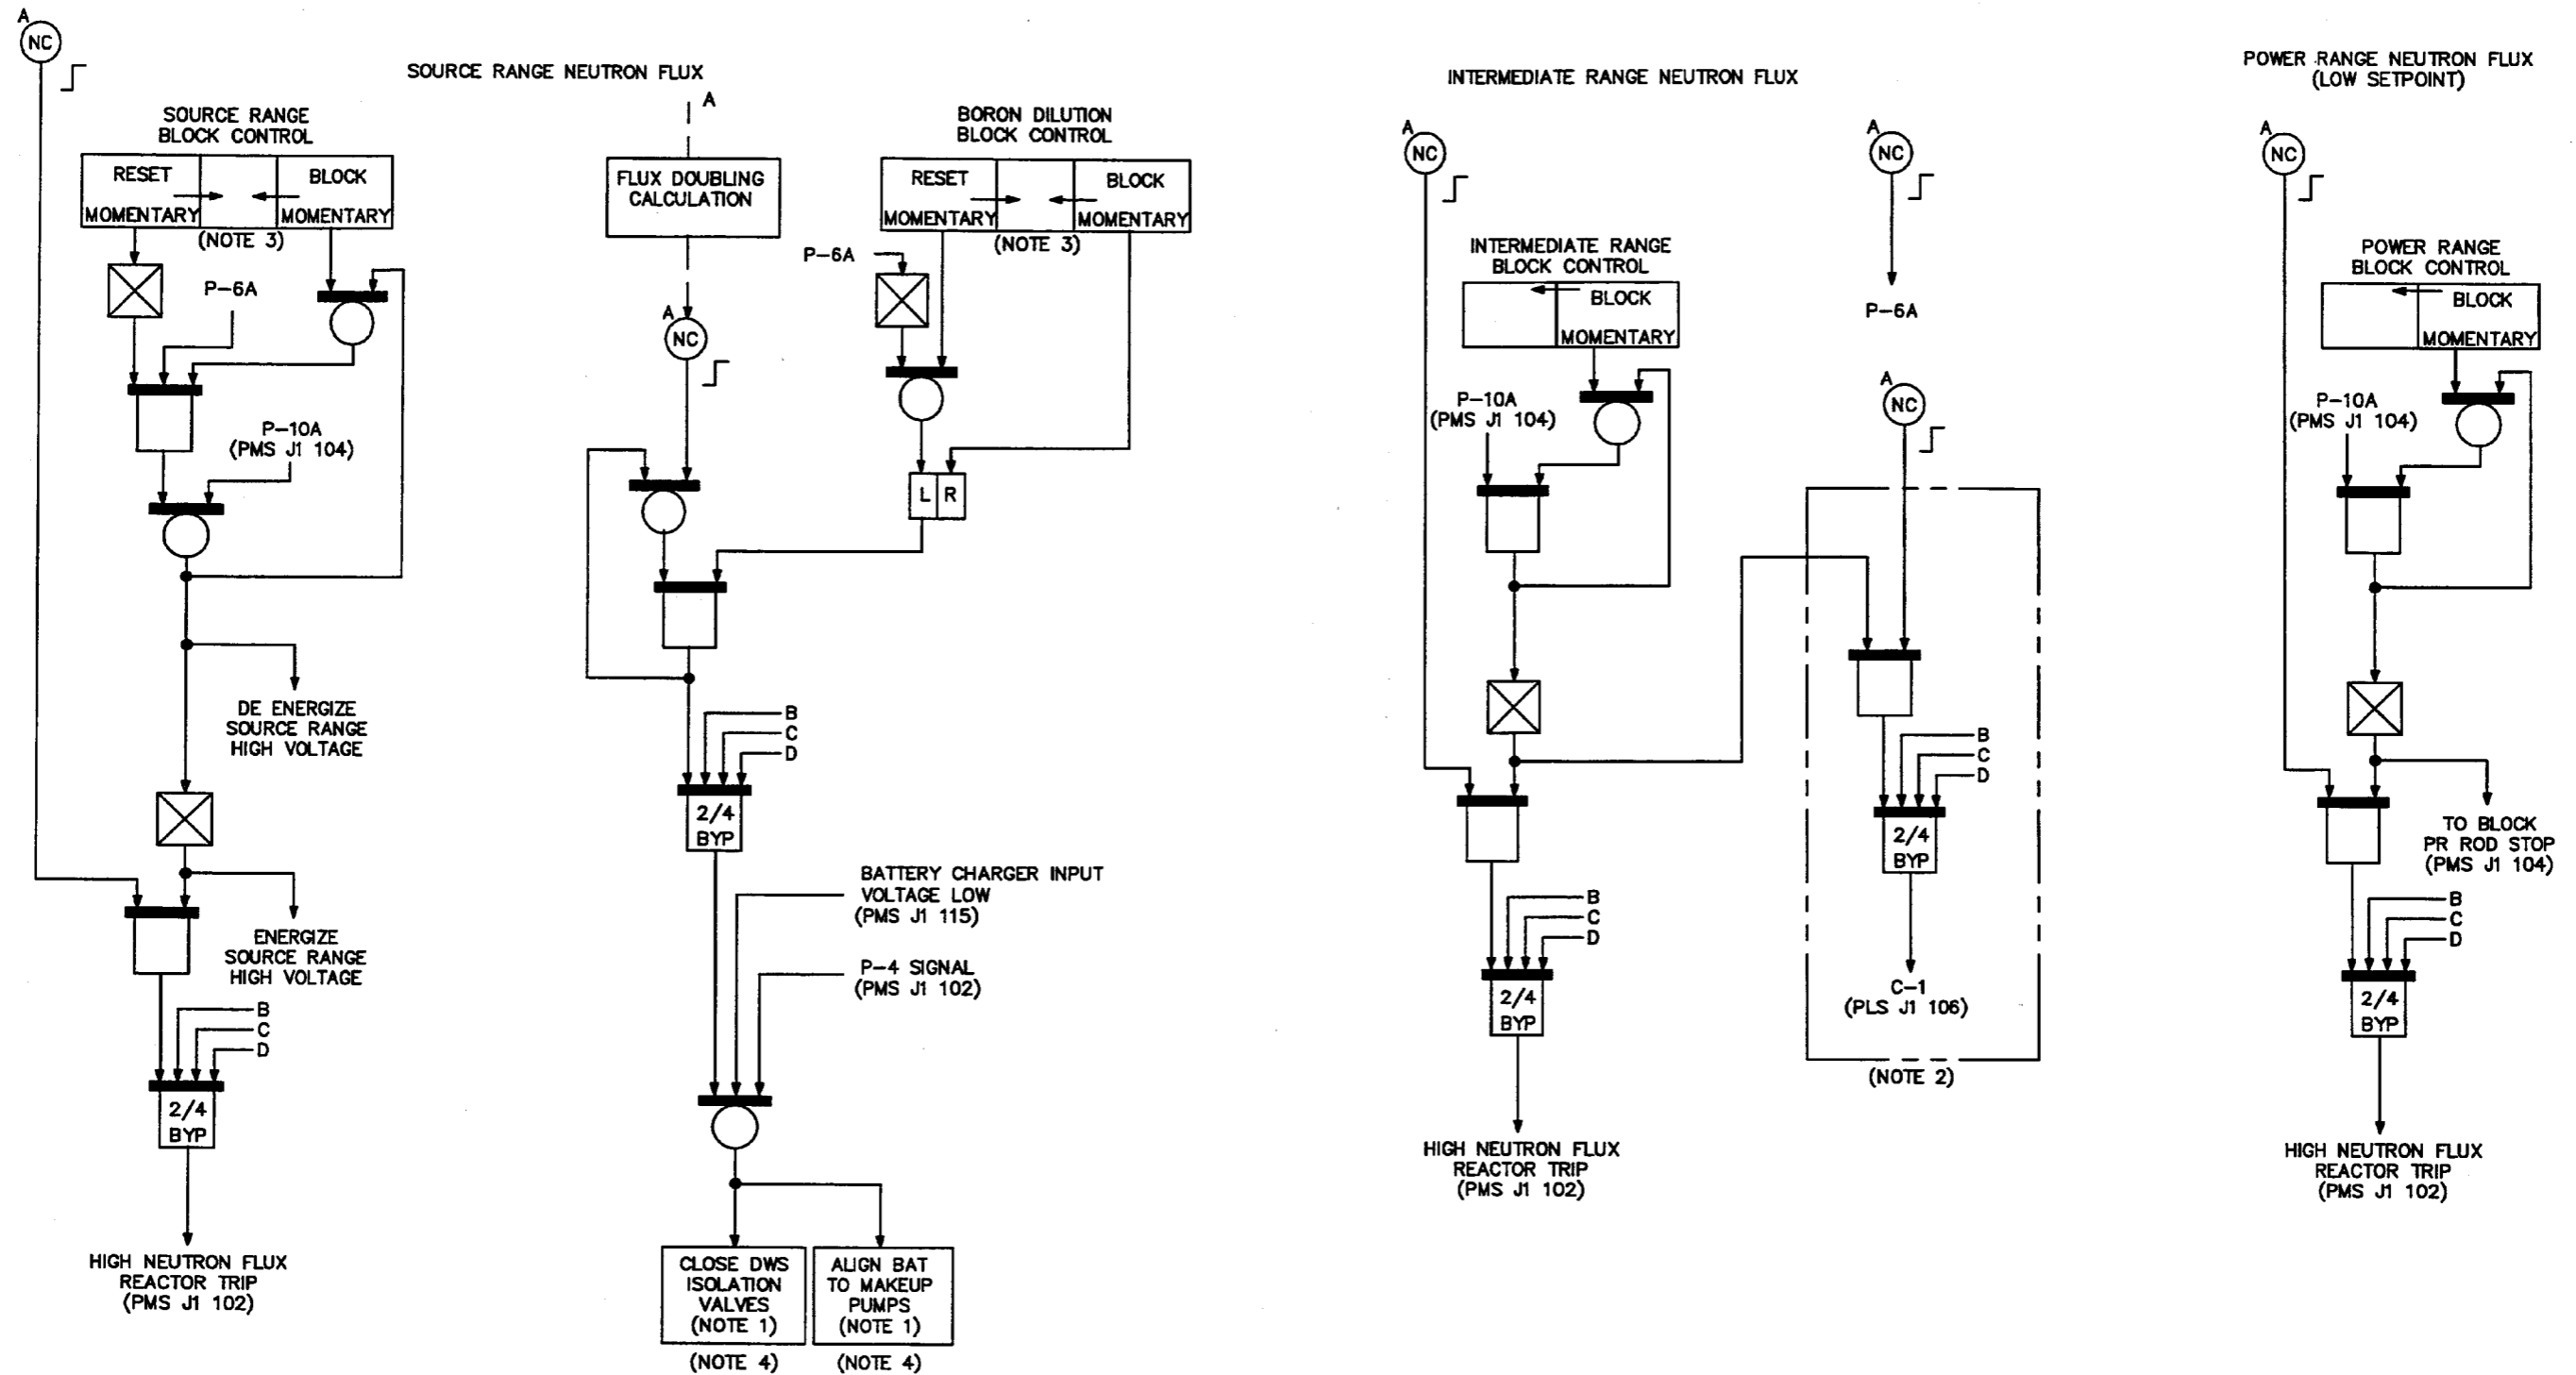 SOURCE RANGE NEUTRON FLUX
A
NC
SOURCE RANGE
BLOCK CONTROL
RESET
BLOCK
MOMENTARY
MOMENTARY
(NOTE 3)
P-6A
P-10A
(PMS J1 104)
DE ENERGIZE
SOURCE RANGE
HIGH VOLTAGE
ENERGIZE
SOURCE RANGE
HIGH VOLTAGE
B
C
D
2/4
BYP
HIGH NEUTRON FLUX
REACTOR TRIP
(PMS J1 102)
A
FLUX DOUBLING
CALCULATION
A
NC
BORON DILUTION
BLOCK CONTROL
RESET
BLOCK
MOMENTARY
MOMENTARY
(NOTE 3)
P-6A
L R
B
C
D
2/4
BYP
BATTERY CHARGER INPUT
VOLTAGE LOW
(PMS J1 115)
P-4 SIGNAL
(PMS J1 102)
CLOSE DWS
ISOLATION
VALVES
(NOTE 1)
(NOTE 4)
ALIGN BAT
TO MAKEUP
PUMPS
(NOTE 1)
(NOTE 4)
INTERMEDIATE RANGE NEUTRON FLUX
A
NC
INTERMEDIATE RANGE
BLOCK CONTROL
BLOCK
MOMENTARY
P-10A
(PMS J1 104)
B
C
D
2/4
BYP
HIGH NEUTRON FLUX
REACTOR TRIP
(PMS J1 102)
A
NC
P-6A
A
NC
B
C
D
2/4
BYP
C-1
(PLS J1 106)
(NOTE 2)
POWER RANGE NEUTRON FLUX
(LOW SETPOINT)
A
NC
POWER RANGE
BLOCK CONTROL
BLOCK
MOMENTARY
P-10A
(PMS J1 104)
TO BLOCK
PR ROD STOP
(PMS J1 104)
B
C
D
2/4
BYP
HIGH NEUTRON FLUX
REACTOR TRIP
(PMS J1 102)